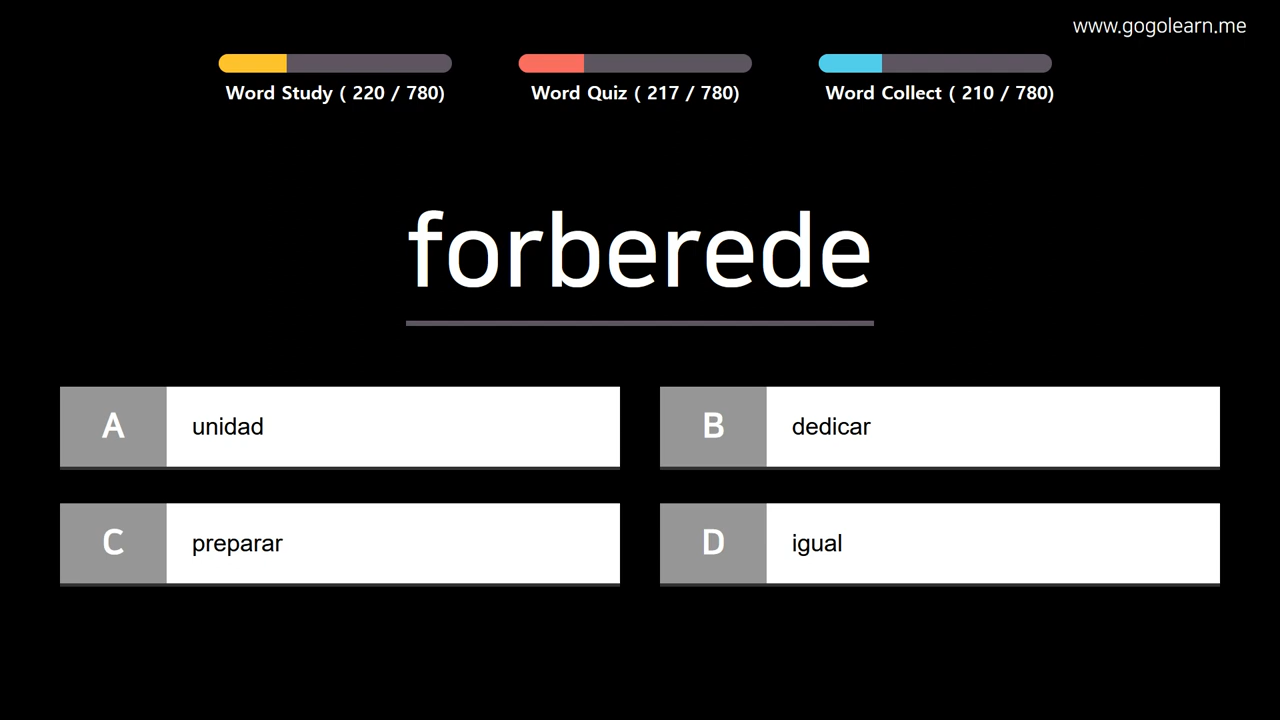 www.gogolearn.me
Word Study ( 220 / 780)
Word Quiz ( 217 / 780)
Word Collect ( 210 / 780)
forberede
A unidad
B dedicar
C preparar
D igual